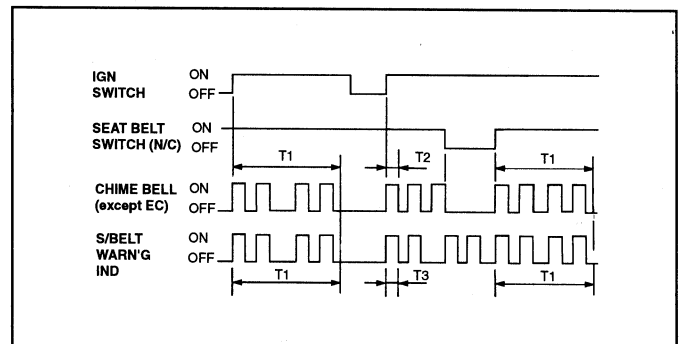 IGN SWITCH ON OFF
SEAT BELT SWITCH (N/C) ON OFF
T1 T2 T1
CHIME BELL (except EC) ON OFF
S/BELT WARN'G IND ON OFF
T1 T3 T1